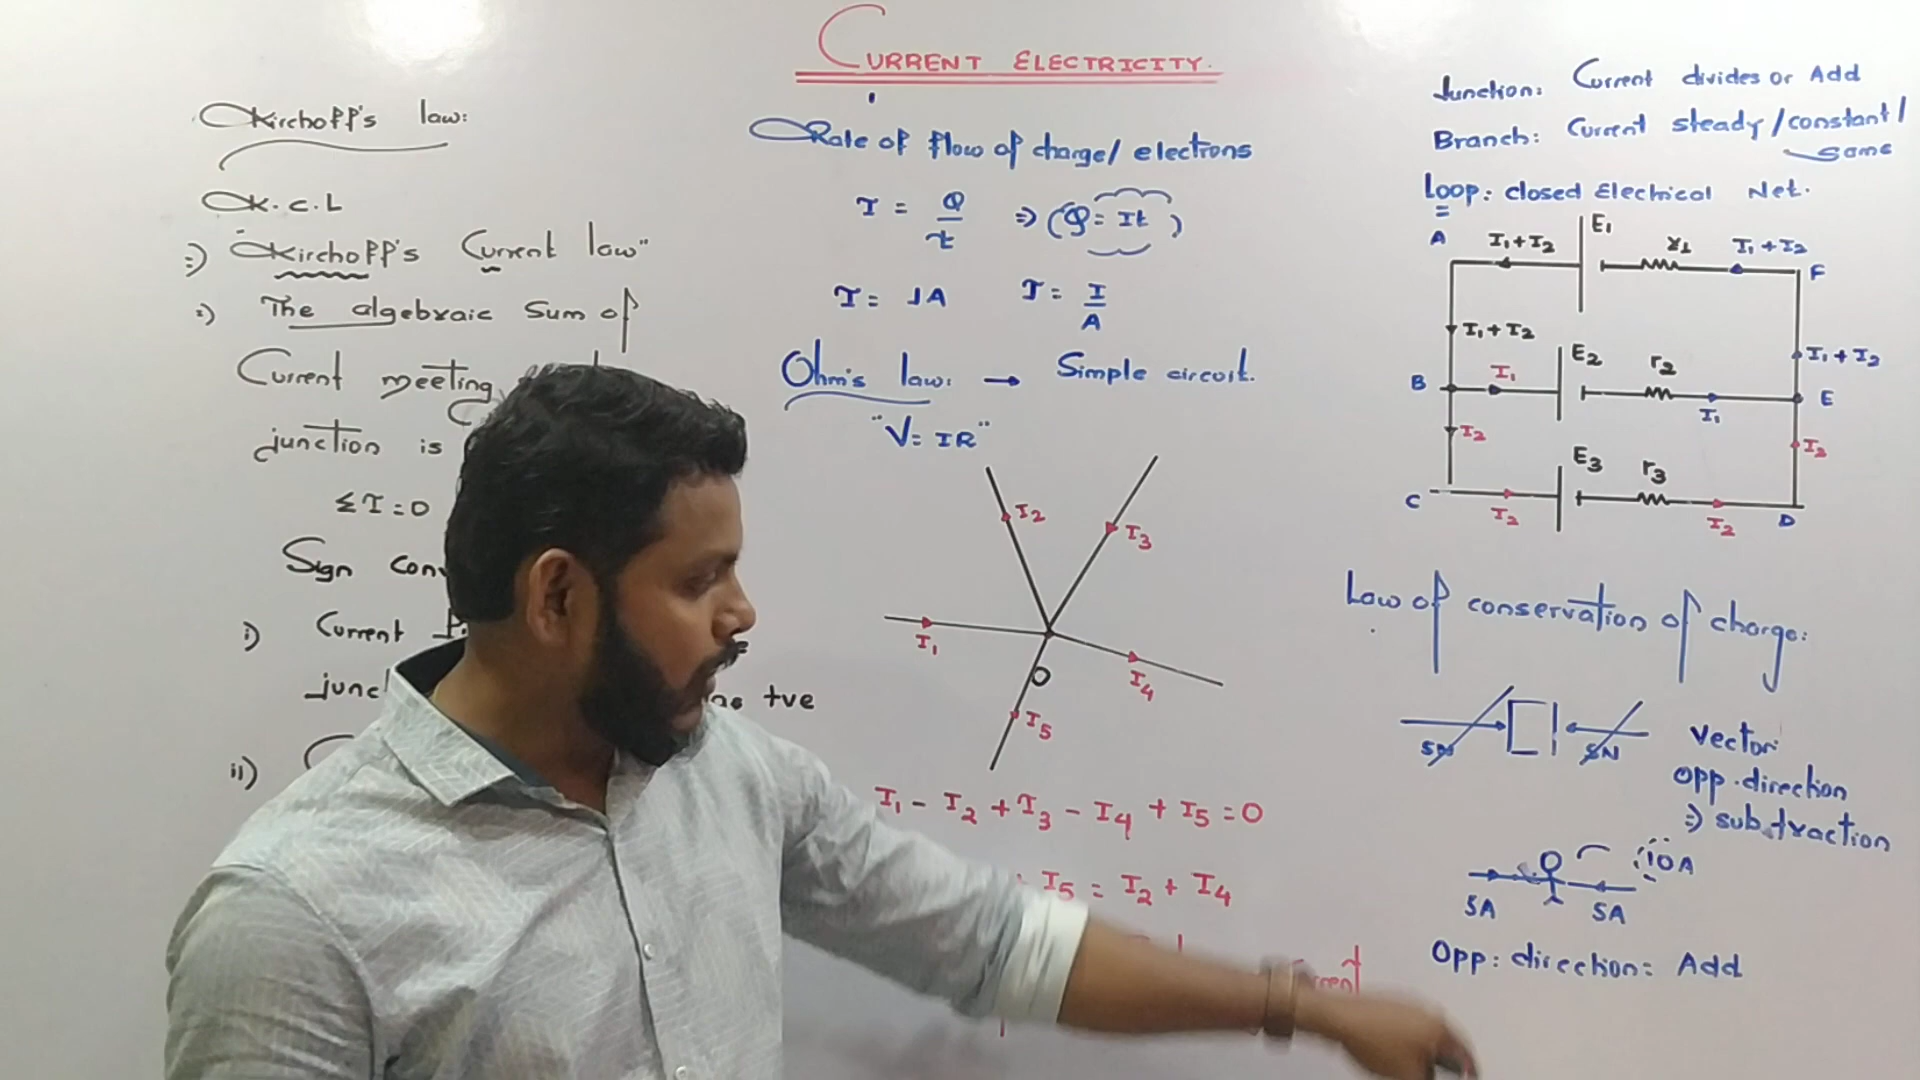 CURRENT ELECTRICITY.
Kirchoff's law:
K.C.L
=) "Kirchoff's Current law"
=) The algebraic Sum of
Current meeting
junction is
ΣI=0
Sign
i) Current
tve
ii)
Rate of flow of charge/ electrons
I = Q/t => (Q = It)
I = JA J = I/A
Ohm's law: → Simple circuit.
"V= IR"
I2
I3
I1
O
I4
I5
I1 - I2 + I3 - I4 + I5 = 0
I5 = I2 + I4
Junction: Current divides or Add
Branch: Current steady/constant/
Same
Loop: closed Electrical Net.
A I1+I2 E1 r1 I1+I2 F
I1+I2 I1+I2
B I1 E2 r2 I1 E
I2 I2
C I2 E3 r3 I2 D
Law of conservation of charge:
5N 5N
Vector:
Opp. direction
=) subtraction
10A
5A 5A
Opp: direction: Add